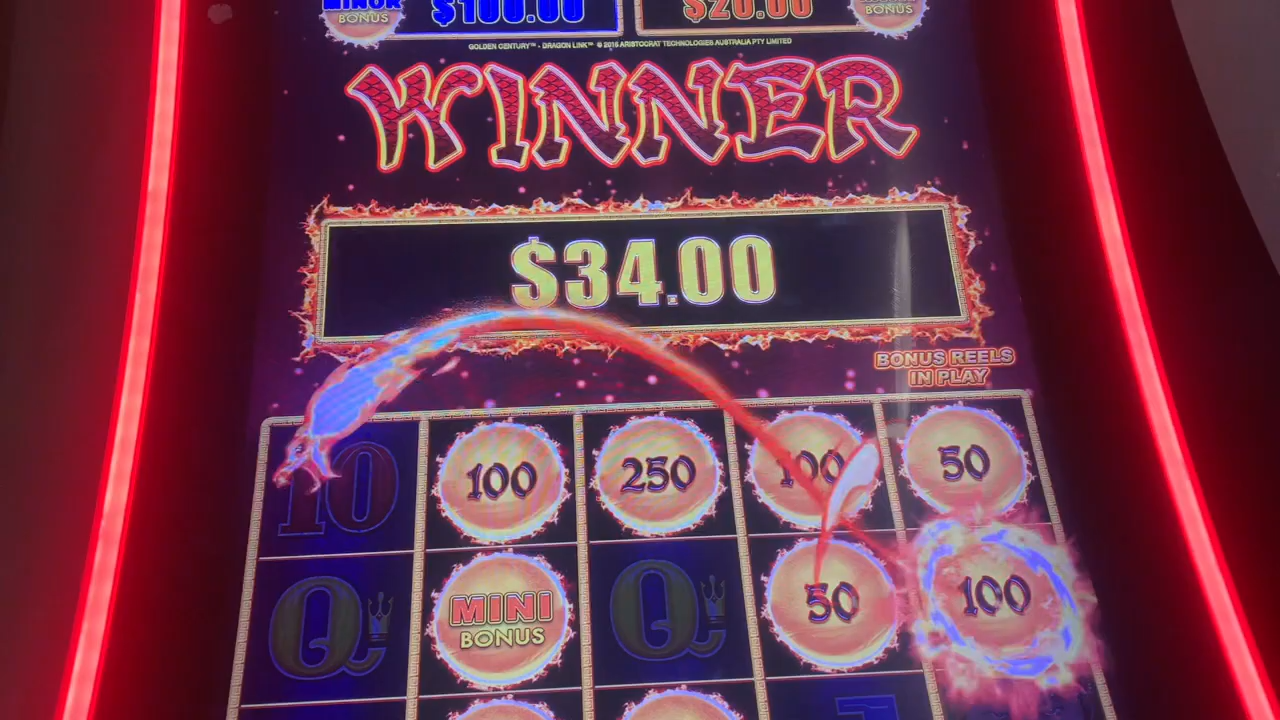 MINOR
BONUS
$100.00
$20.00
BONUS
GOLDEN CENTURY™ - DRAGON LINK™ © 2016 ARISTOCRAT TECHNOLOGIES AUSTRALIA PTY LIMITED
WINNER
$34.00
BONUS REELS
IN PLAY
10
100
250
100
50
Q
MINI
BONUS
Q
50
100